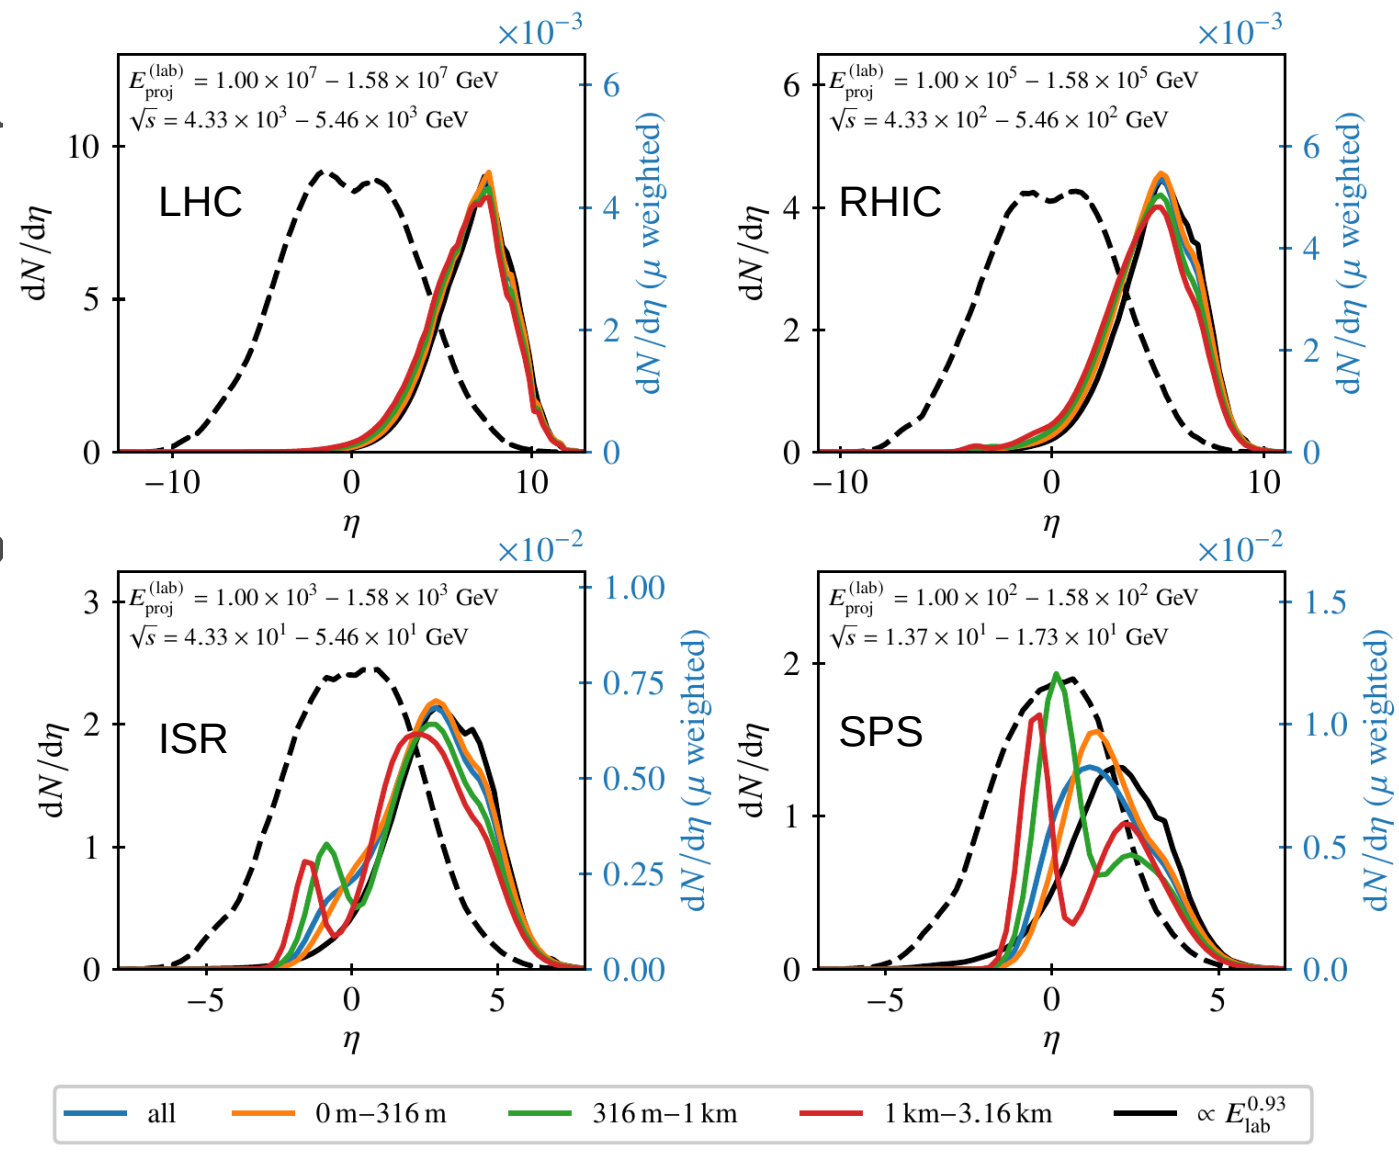 ×10⁻³
E_proj^(lab) = 1.00 × 10⁷ − 1.58 × 10⁷ GeV
√s = 4.33 × 10³ − 5.46 × 10³ GeV
LHC
dN/dη
10
5
0
6
4
2
0
dN/dη (μ weighted)
−10 0 10
η
×10⁻³
E_proj^(lab) = 1.00 × 10⁵ − 1.58 × 10⁵ GeV
√s = 4.33 × 10² − 5.46 × 10² GeV
RHIC
dN/dη
6
4
2
0
6
4
2
0
dN/dη (μ weighted)
−10 0 10
η
×10⁻²
E_proj^(lab) = 1.00 × 10³ − 1.58 × 10³ GeV
√s = 4.33 × 10¹ − 5.46 × 10¹ GeV
ISR
dN/dη
3
2
1
0
1.00
0.75
0.50
0.25
0.00
dN/dη (μ weighted)
−5 0 5
η
×10⁻²
E_proj^(lab) = 1.00 × 10² − 1.58 × 10² GeV
√s = 1.37 × 10¹ − 1.73 × 10¹ GeV
SPS
dN/dη
2
1
0
1.5
1.0
0.5
0.0
dN/dη (μ weighted)
−5 0 5
η
all 0 m−316 m 316 m−1 km 1 km−3.16 km ∝ E_lab^0.93